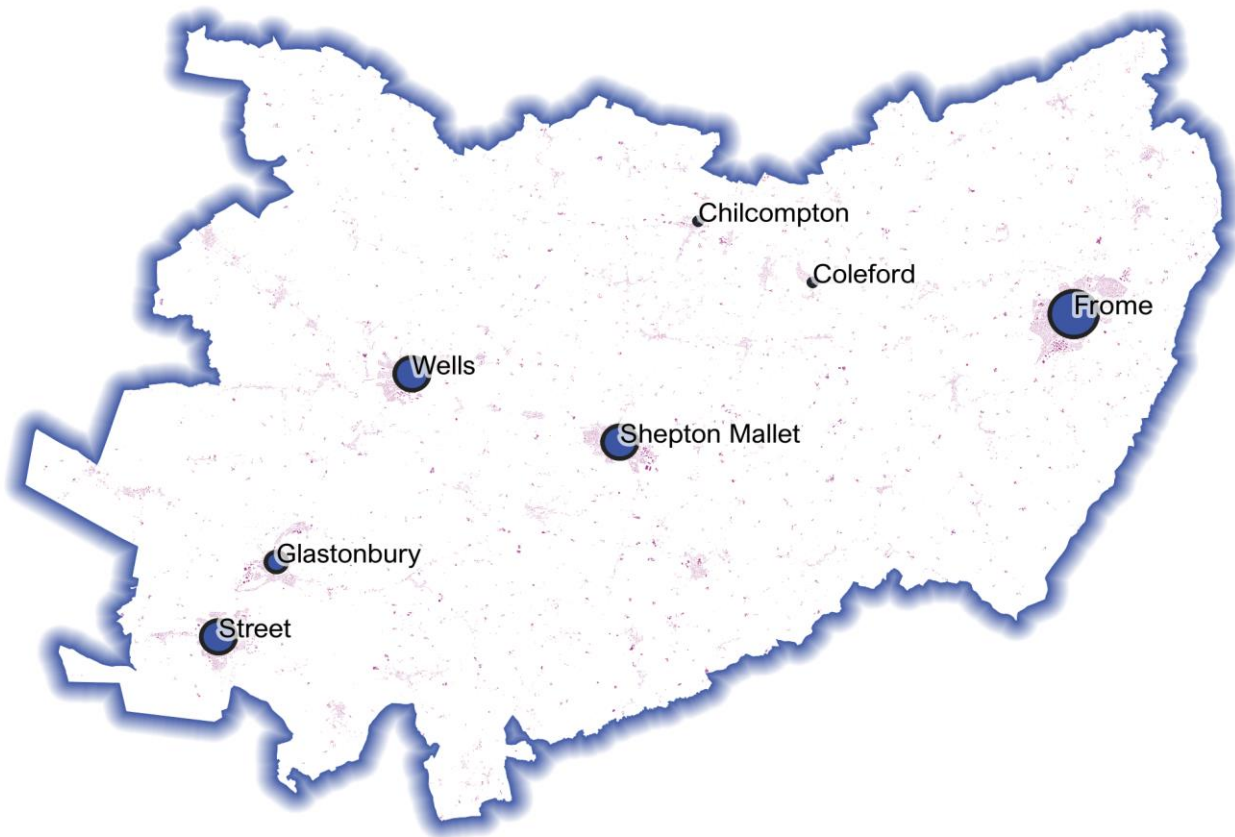 Chilcompton
Coleford
Frome
Wells
Shepton Mallet
Glastonbury
Street